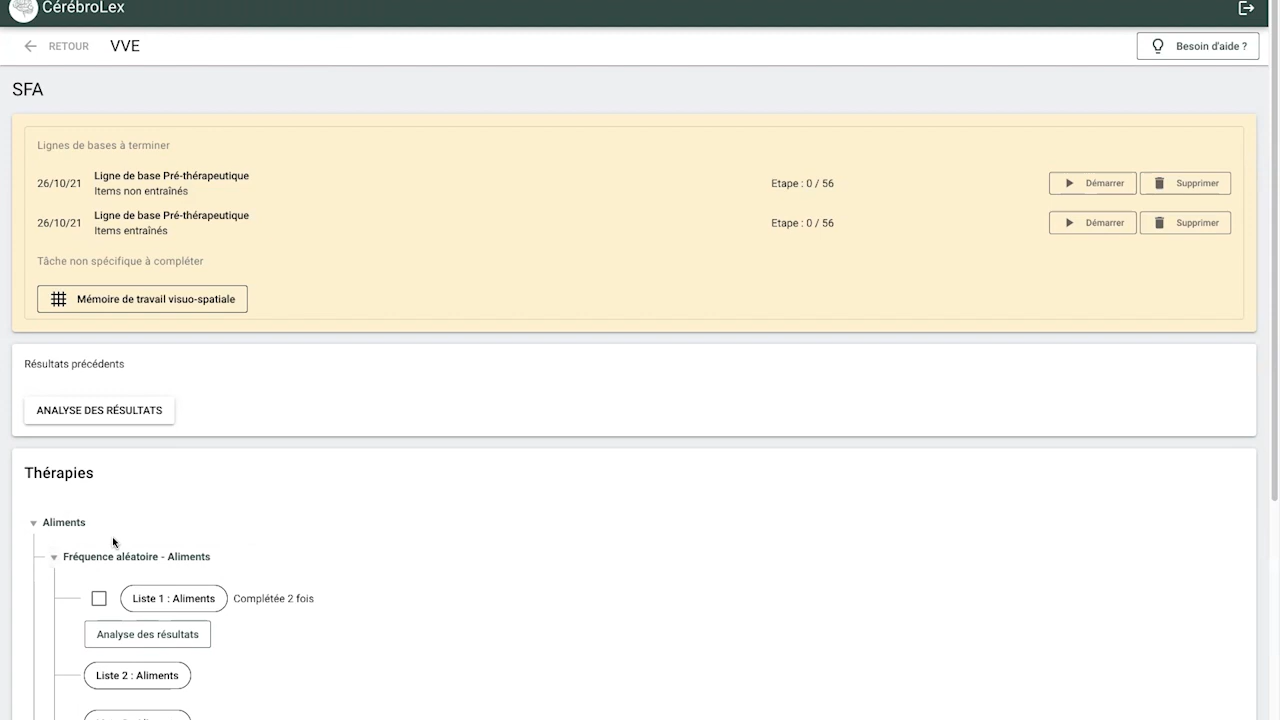 CérébroLex
RETOUR VVE Besoin d'aide ?
SFA
Lignes de bases à terminer
26/10/21 Ligne de base Pré-thérapeutique Etape : 0 / 56 Démarrer Supprimer
Items non entraînés
26/10/21 Ligne de base Pré-thérapeutique Etape : 0 / 56 Démarrer Supprimer
Items entraînés
Tâche non spécifique à compléter
Mémoire de travail visuo-spatiale
Résultats précédents
ANALYSE DES RÉSULTATS
Thérapies
Aliments
Fréquence aléatoire - Aliments
Liste 1 : Aliments Complétée 2 fois
Analyse des résultats
Liste 2 : Aliments